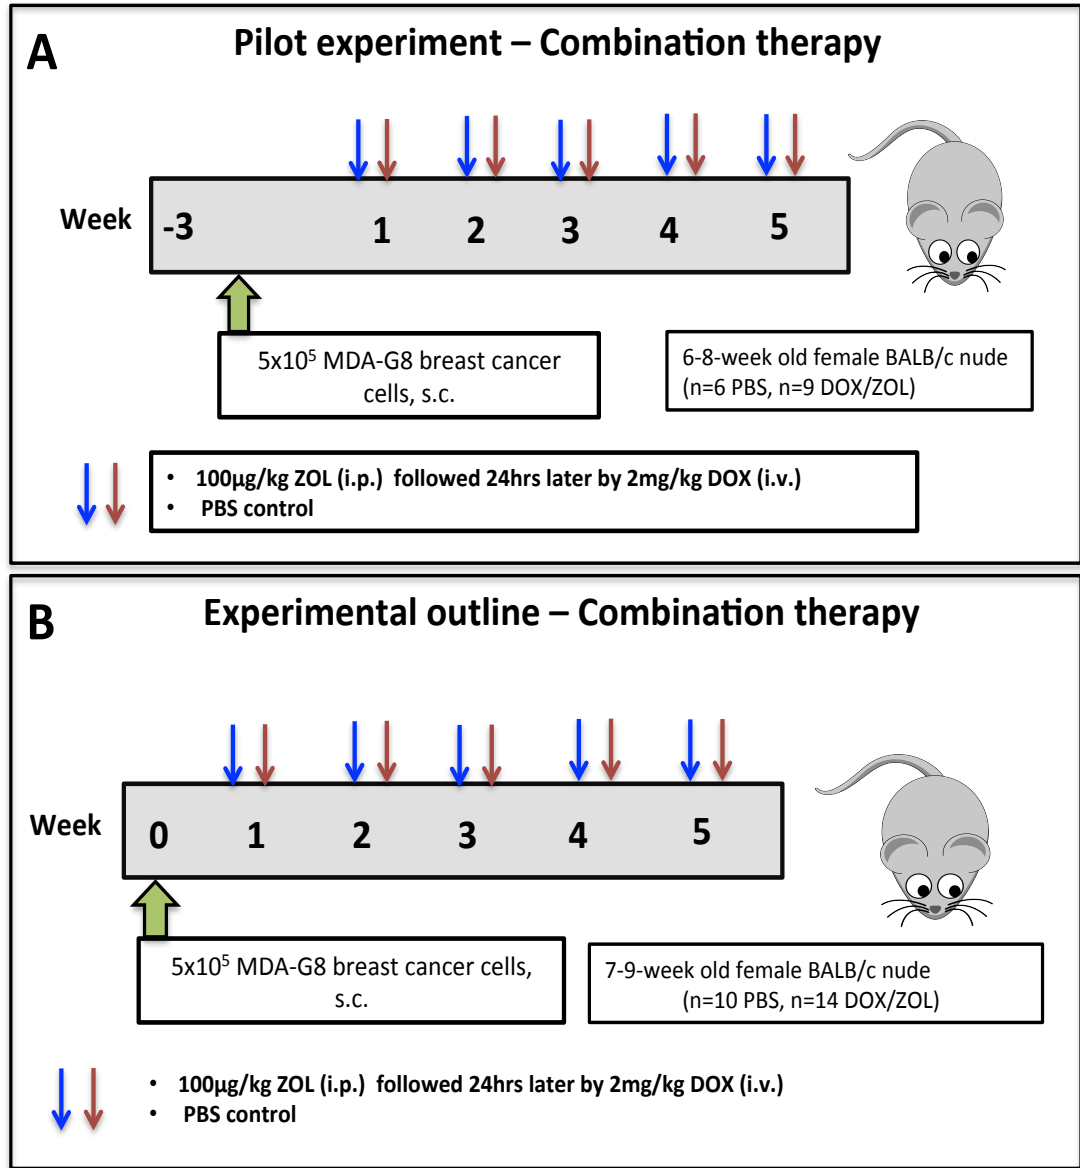 A
Pilot experiment – Combination therapy
Week -3 1 2 3 4 5
5x10⁵ MDA-G8 breast cancer
cells, s.c.
6-8-week old female BALB/c nude
(n=6 PBS, n=9 DOX/ZOL)
• 100µg/kg ZOL (i.p.) followed 24hrs later by 2mg/kg DOX (i.v.)
• PBS control
B
Experimental outline – Combination therapy
Week 0 1 2 3 4 5
5x10⁵ MDA-G8 breast cancer cells,
s.c.
7-9-week old female BALB/c nude
(n=10 PBS, n=14 DOX/ZOL)
• 100µg/kg ZOL (i.p.) followed 24hrs later by 2mg/kg DOX (i.v.)
• PBS control